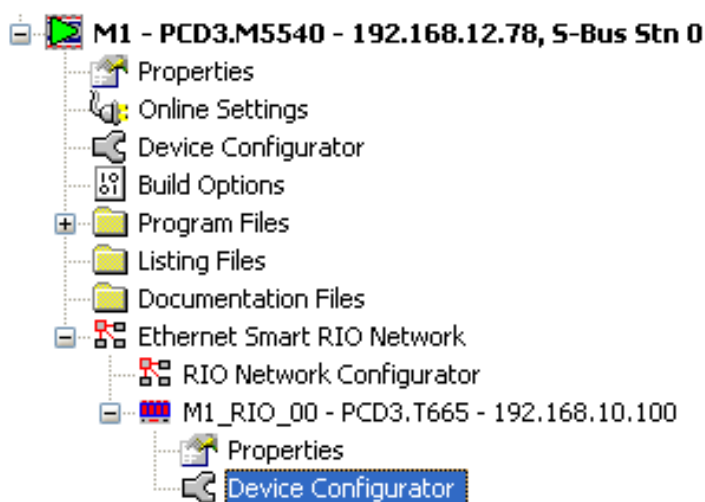 M1 - PCD3.M5540 - 192.168.12.78, S-Bus Stn 0
Properties
Online Settings
Device Configurator
Build Options
Program Files
Listing Files
Documentation Files
Ethernet Smart RIO Network
RIO Network Configurator
M1_RIO_00 - PCD3.T665 - 192.168.10.100
Properties
Device Configurator